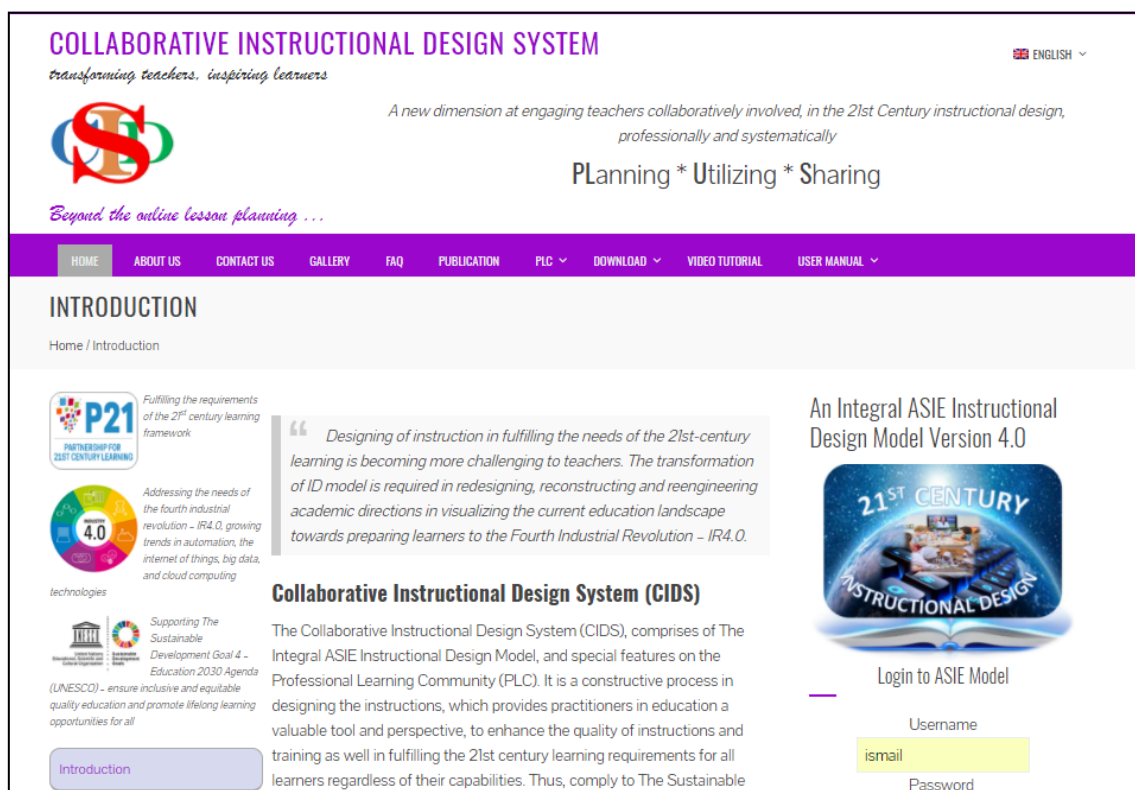 COLLABORATIVE INSTRUCTIONAL DESIGN SYSTEM
transforming teachers, inspiring learners
ENGLISH
CIDS
A new dimension at engaging teachers collaboratively involved, in the 21st Century instructional design,
professionally and systematically
PLanning * Utilizing * Sharing
Beyond the online lesson planning ...
HOME ABOUT US CONTACT US GALLERY FAQ PUBLICATION PLC DOWNLOAD VIDEO TUTORIAL USER MANUAL
INTRODUCTION
Home / Introduction
P21
PARTNERSHIP FOR
21ST CENTURY LEARNING
Fulfilling the requirements
of the 21st century learning
framework
INDUSTRY
4.0
Addressing the needs of
the fourth industrial
revolution – IR4.0, growing
trends in automation, the
internet of things, big data,
and cloud computing
technologies
UNESCO
United Nations
Educational, Scientific and
Cultural Organization
Sustainable
Development
Goals
Supporting The
Sustainable
Development Goal 4 –
Education 2030 Agenda
(UNESCO) – ensure inclusive and equitable
quality education and promote lifelong learning
opportunities for all
Introduction
“ Designing of instruction in fulfilling the needs of the 21st-century
learning is becoming more challenging to teachers. The transformation
of ID model is required in redesigning, reconstructing and reengineering
academic directions in visualizing the current education landscape
towards preparing learners to the Fourth Industrial Revolution – IR4.0.
Collaborative Instructional Design System (CIDS)
The Collaborative Instructional Design System (CIDS), comprises of The
Integral ASIE Instructional Design Model, and special features on the
Professional Learning Community (PLC). It is a constructive process in
designing the instructions, which provides practitioners in education a
valuable tool and perspective, to enhance the quality of instructions and
training as well in fulfilling the 21st century learning requirements for all
learners regardless of their capabilities. Thus, comply to The Sustainable
An Integral ASIE Instructional
Design Model Version 4.0
21ST CENTURY
INSTRUCTIONAL DESIGN
Login to ASIE Model
Username
ismail
Password